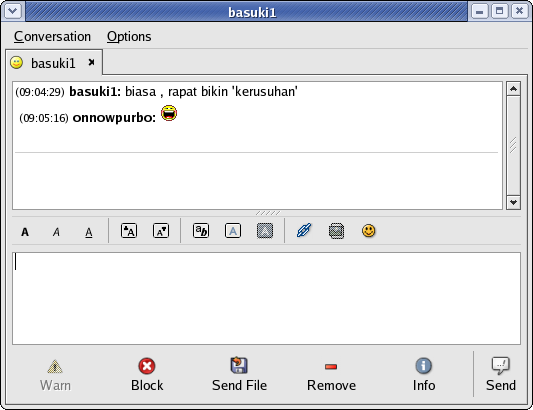 basuki1
Conversation Options
basuki1
(09:04:29) basuki1: biasa , rapat bikin 'kerusuhan'
(09:05:16) onnowpurbo:
A A A A A ab A A
Warn Block Send File Remove Info Send